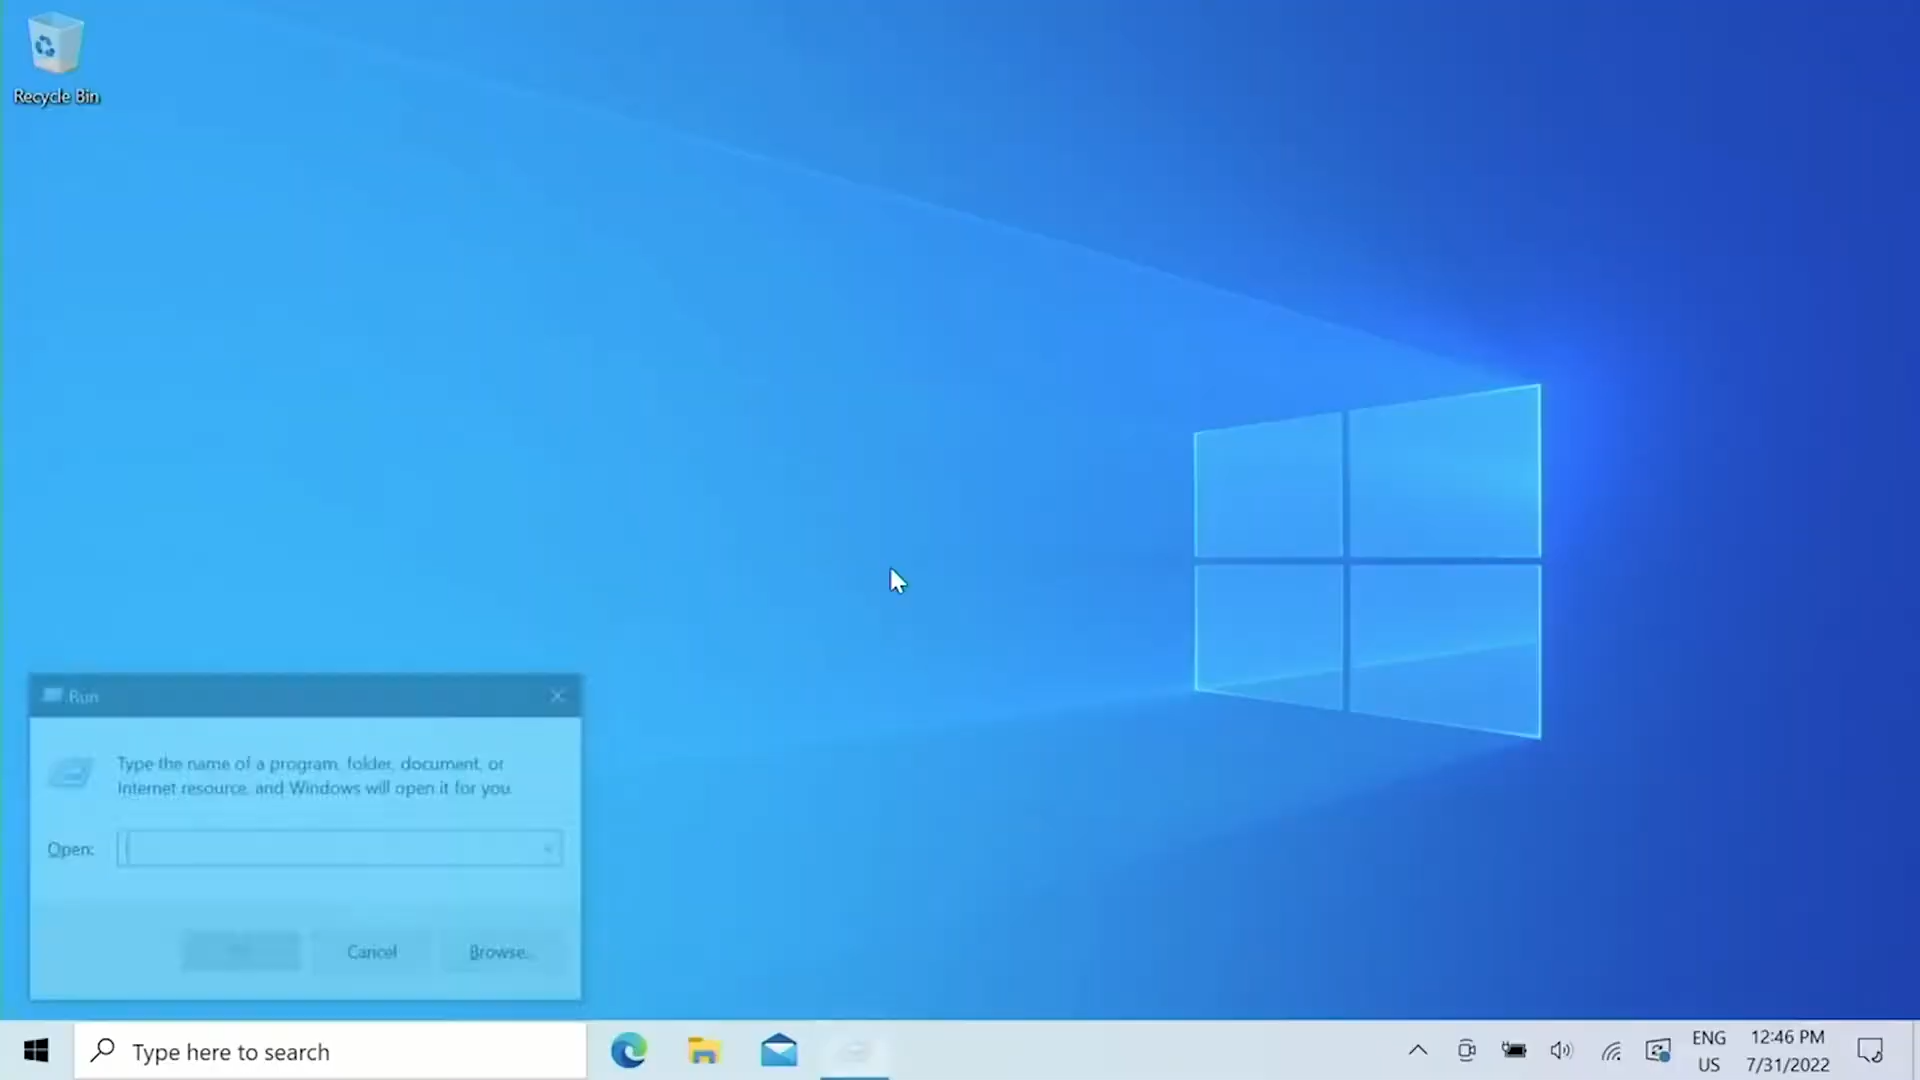 Recycle Bin
Run
Type the name of a program, folder, document, or
Internet resource, and Windows will open it for you.
Open:
Cancel
Browse...
Type here to search
ENG
US
12:46 PM
7/31/2022